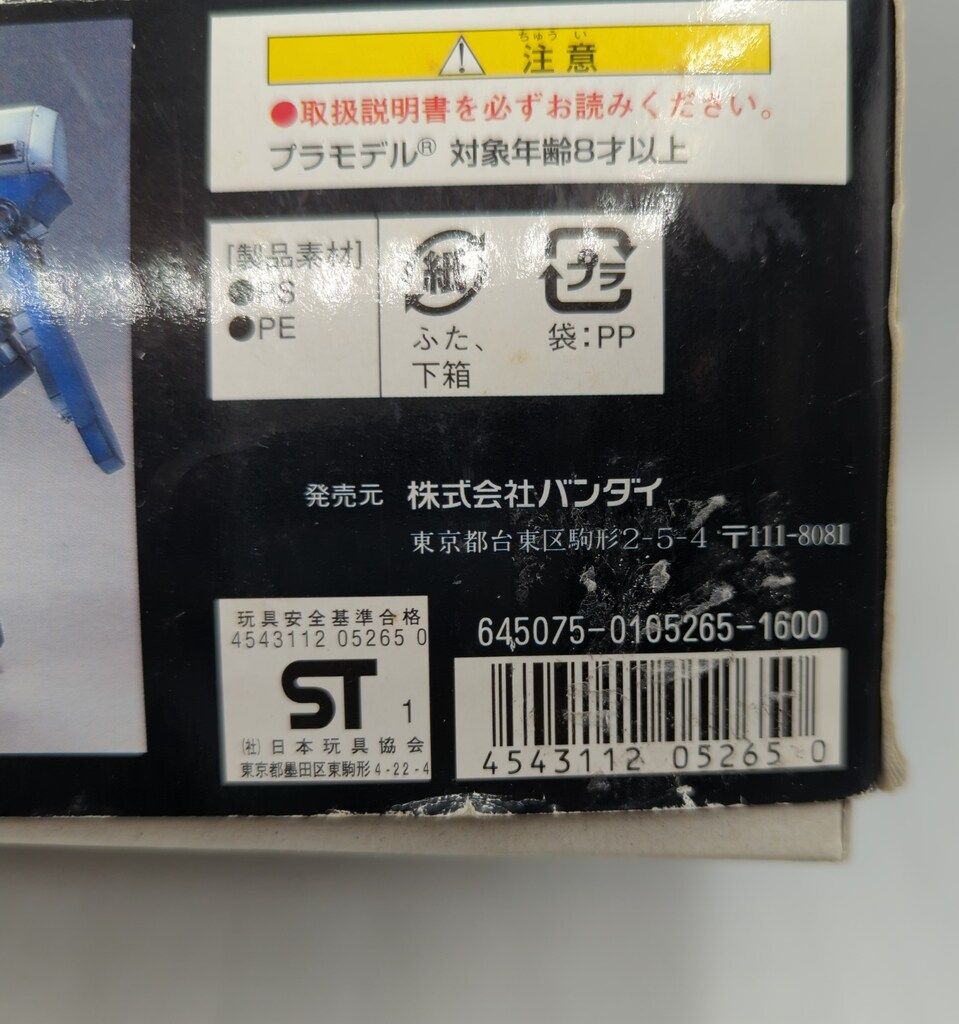 ちゅう い
注意
●取扱説明書を必ずお読みください。
プラモデル® 対象年齢8才以上
[製品素材]
●PS
●PE
紙
ふた、
下箱
プラ
袋:PP
発売元 株式会社バンダイ
東京都台東区駒形2-5-4 〒111-8081
玩具安全基準合格
4543112 05265 0
ST 1
(社)日本玩具協会
東京都墨田区東駒形4-22-4
645075-0105265-1600
4543112 05265 0